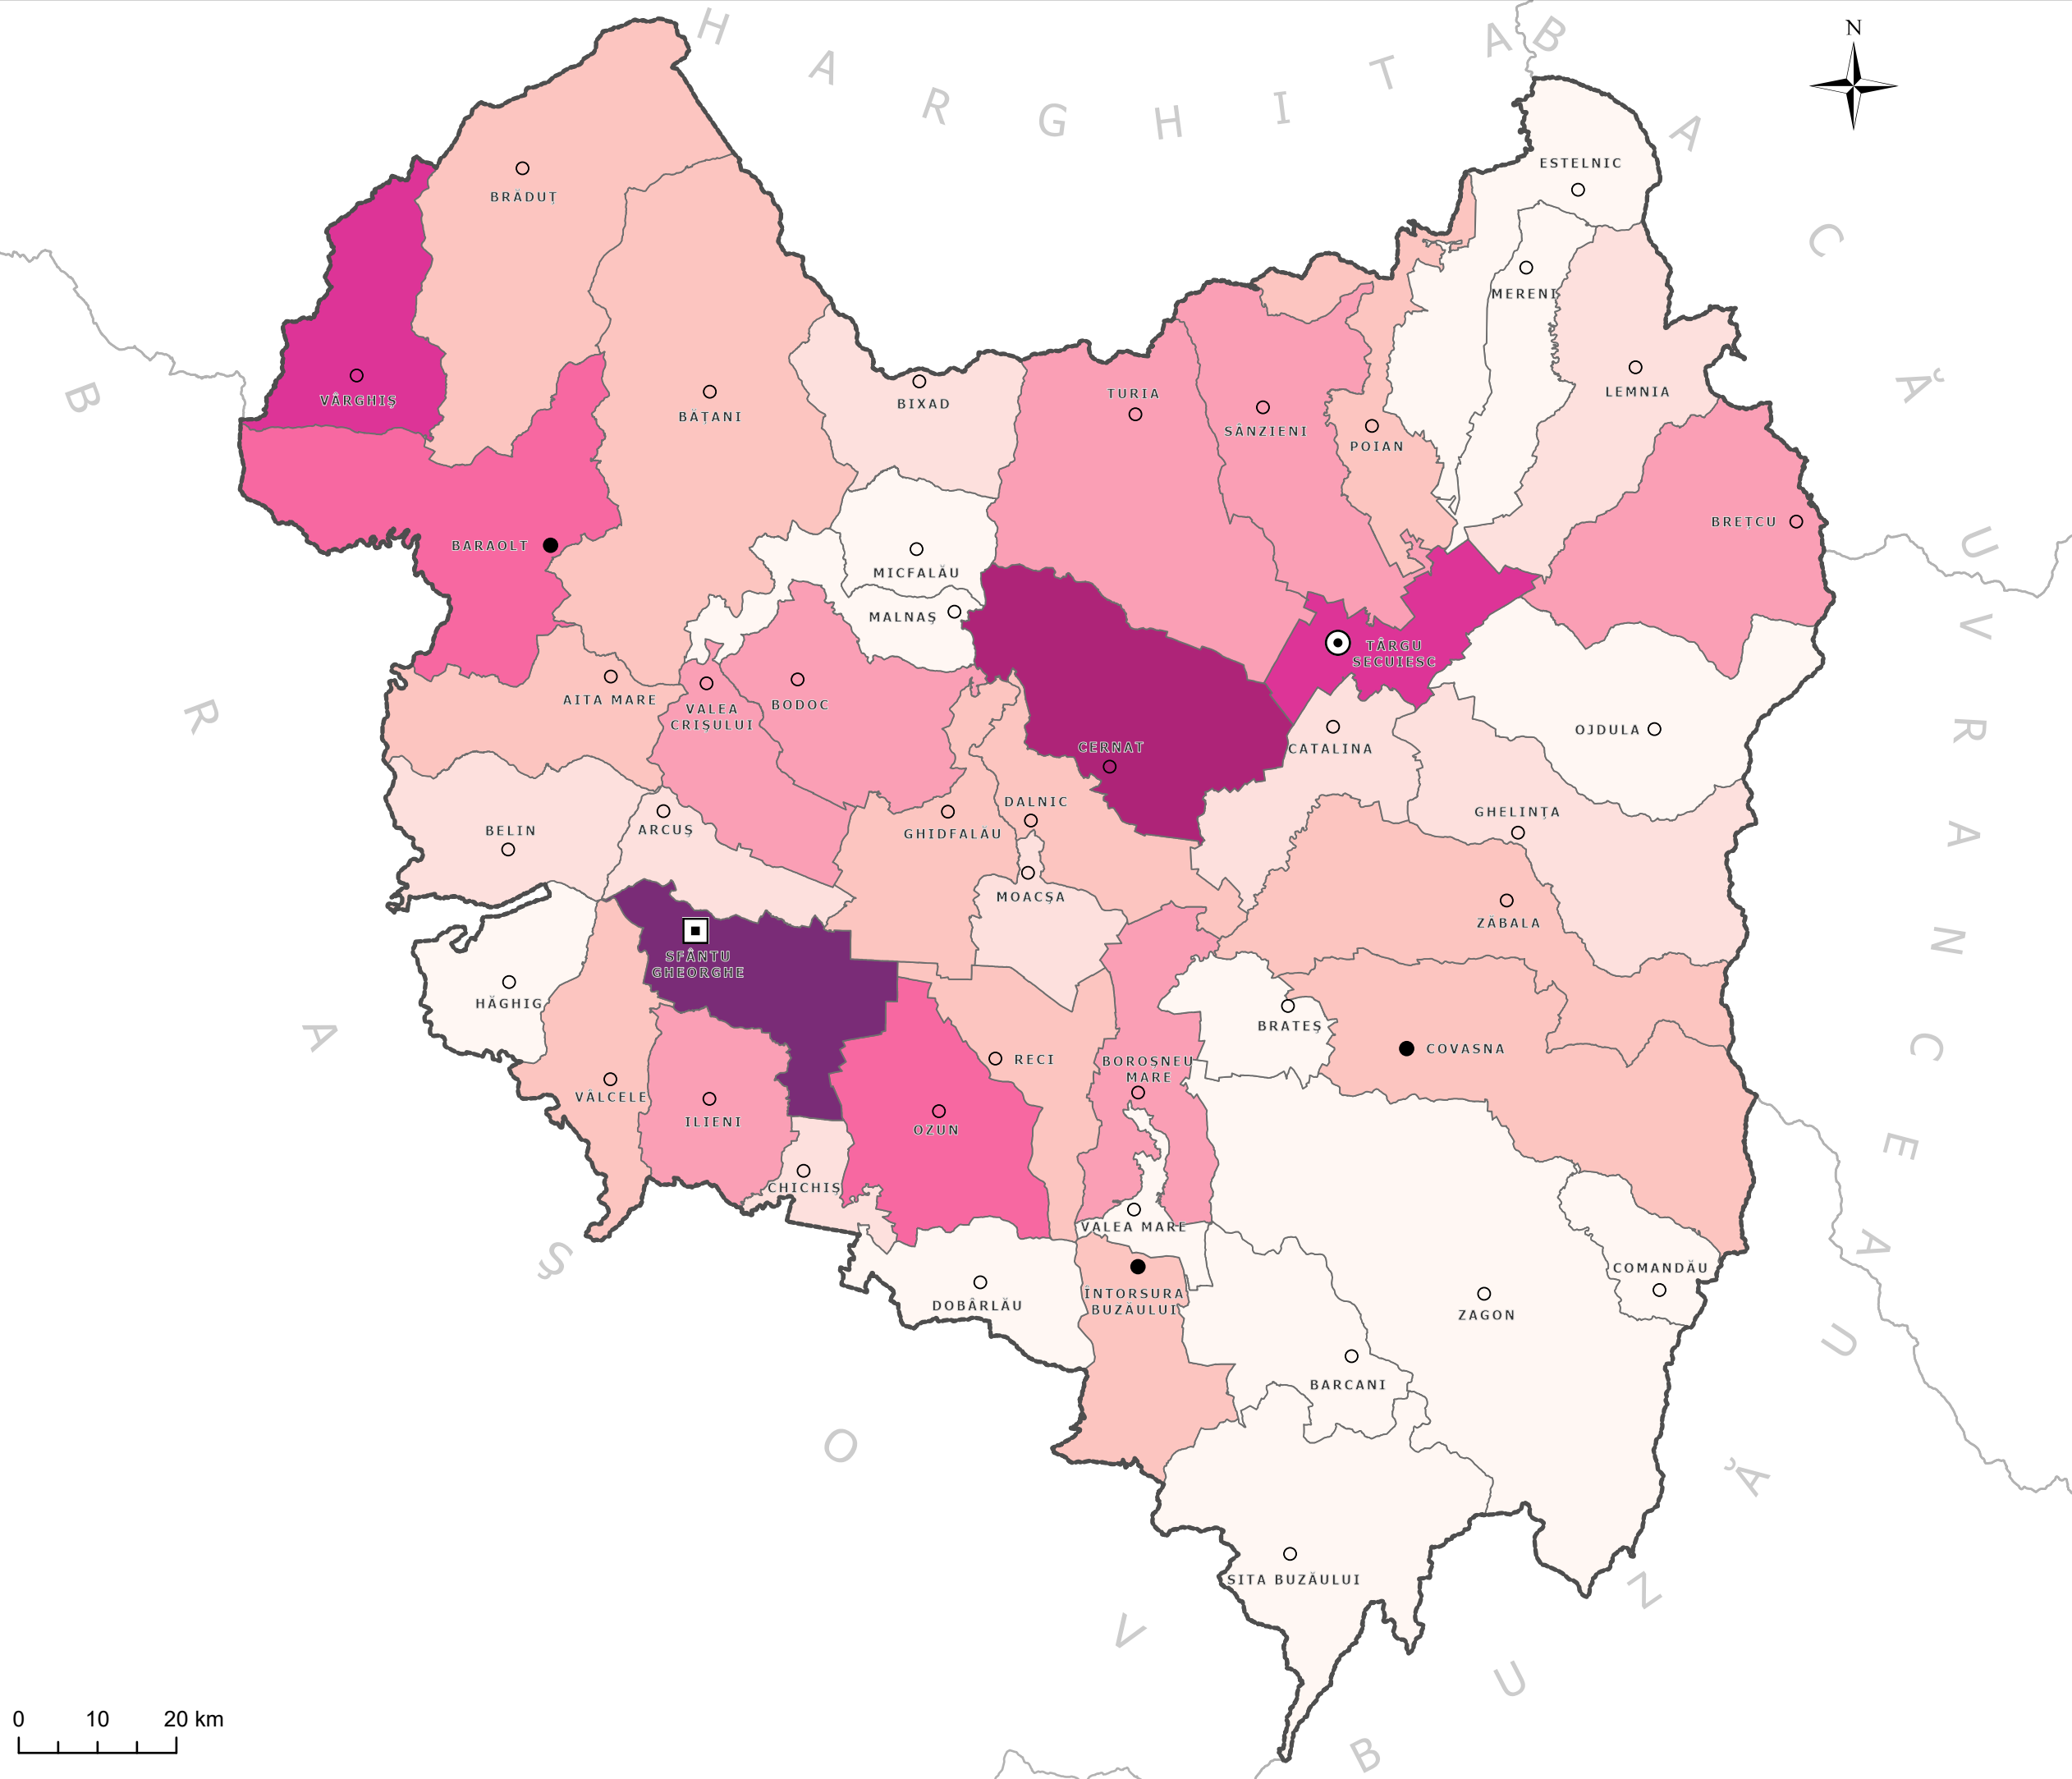 HARGHITA
BACĂU
N
ESTELNIC
BRĂDUȚ
MERENI
VÂRGHIȘ
BĂȚANI
BIXAD
TURIA
SÂNZIENI
POIAN
LEMNIA
BRETCU
BARAOLT
MICFALĂU
MALNAȘ
TÂRGU
SECUIESC
AITA MARE
VALEA
CRIȘULUI
BODOC
CERNAT
CATALINA
OJDULA
BELIN
ARCUȘ
GHIDFALĂU
DALNIC
GHELINȚA
MOACȘA
ZĂBALA
SFÂNTU
GHEORGHE
HĂGHIG
BRATEȘ
COVASNA
VÂLCELE
ILIENI
OZUN
RECI
BOROȘNEU
MARE
CHICHIȘ
VALEA MARE
DOBÂRLĂU
ÎNTORSURA
BUZĂULUI
ZAGON
COMANDĂU
BARCANI
SITA BUZĂULUI
BRAȘOV
VRANCEA
BUZĂU
0 10 20 km